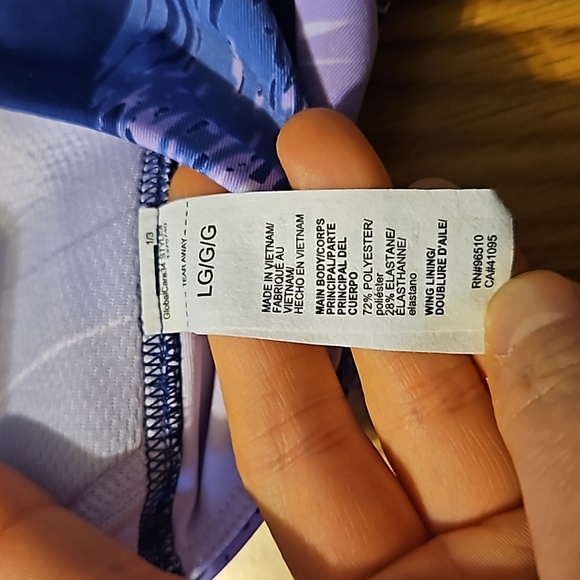 1/3
TEAR AWAY
LG/G/G
MADE IN VIETNAM/
FABRIQUÉ AU
VIETNAM/
HECHO EN VIETNAM
MAIN BODY/CORPS
PRINCIPAL/PARTE
PRINCIPAL DEL
CUERPO
72% POLYESTER/
poliéster
28% ELASTANE/
ÉLASTHANNE/
elastano
WING LINING/
DOUBLURE D'AILE/
RN#96510
CA#41095